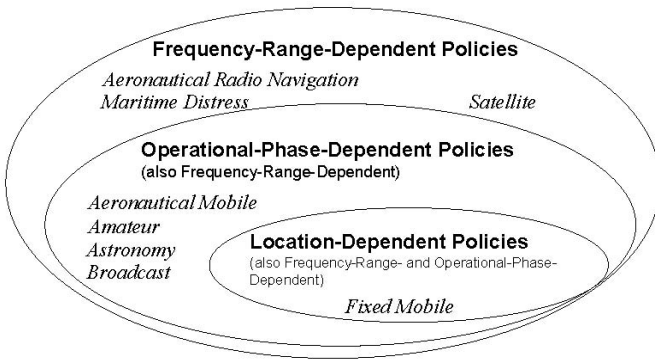 Frequency-Range-Dependent Policies
Aeronautical Radio Navigation
Maritime Distress Satellite
Operational-Phase-Dependent Policies
(also Frequency-Range-Dependent)
Aeronautical Mobile
Amateur
Astronomy
Broadcast
Location-Dependent Policies
(also Frequency-Range- and Operational-Phase-
Dependent)
Fixed Mobile